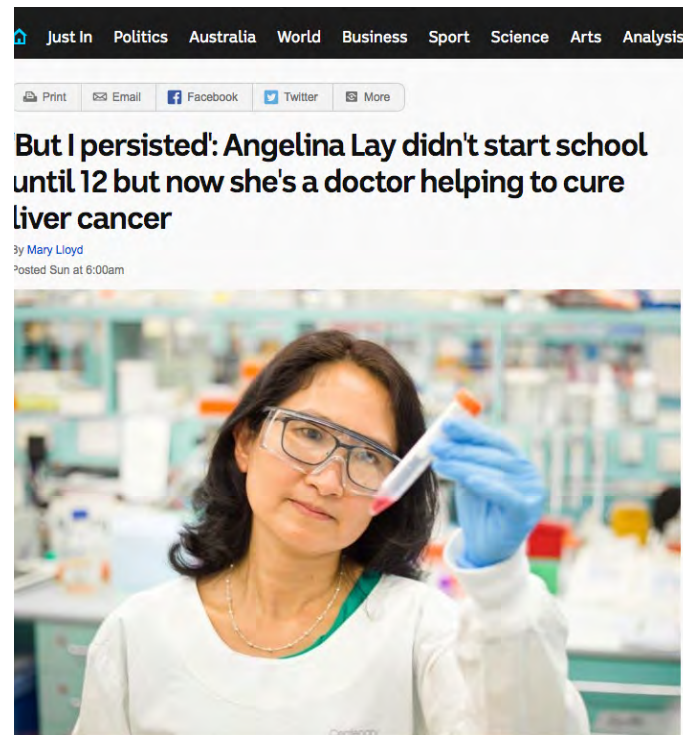 Just In Politics Australia World Business Sport Science Arts Analysis
Print Email Facebook Twitter More
'But I persisted': Angelina Lay didn't start school
until 12 but now she's a doctor helping to cure
liver cancer
By Mary Lloyd
Posted Sun at 6:00am